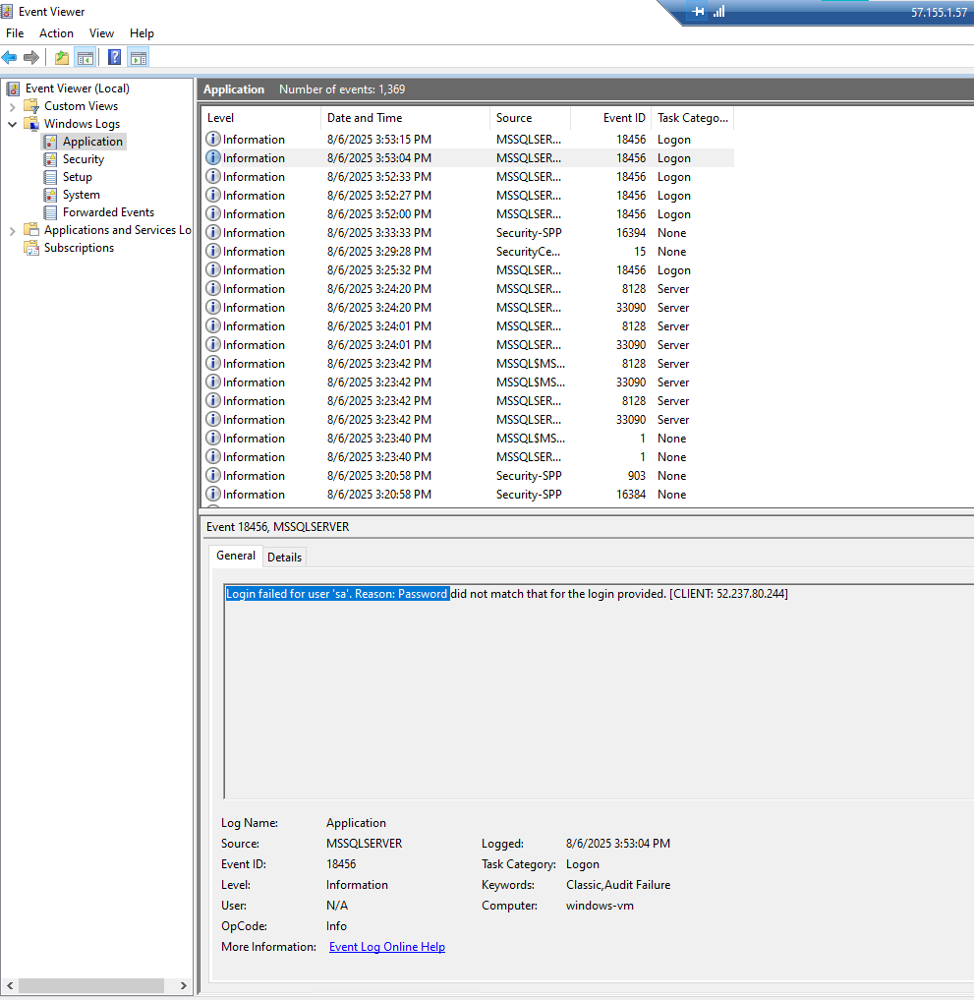 Event Viewer
57.155.1.57
File Action View Help
Event Viewer (Local)
Custom Views
Windows Logs
Application
Security
Setup
System
Forwarded Events
Applications and Services Lo
Subscriptions
Application Number of events: 1,369
Level Date and Time Source Event ID Task Catego...
Information 8/6/2025 3:53:15 PM MSSQLSER... 18456 Logon
Information 8/6/2025 3:53:04 PM MSSQLSER... 18456 Logon
Information 8/6/2025 3:52:33 PM MSSQLSER... 18456 Logon
Information 8/6/2025 3:52:27 PM MSSQLSER... 18456 Logon
Information 8/6/2025 3:52:00 PM MSSQLSER... 18456 Logon
Information 8/6/2025 3:33:33 PM Security-SPP 16394 None
Information 8/6/2025 3:29:28 PM SecurityCe... 15 None
Information 8/6/2025 3:25:32 PM MSSQLSER... 18456 Logon
Information 8/6/2025 3:24:20 PM MSSQLSER... 8128 Server
Information 8/6/2025 3:24:20 PM MSSQLSER... 33090 Server
Information 8/6/2025 3:24:01 PM MSSQLSER... 8128 Server
Information 8/6/2025 3:24:01 PM MSSQLSER... 33090 Server
Information 8/6/2025 3:23:42 PM MSSQL$MS... 8128 Server
Information 8/6/2025 3:23:42 PM MSSQL$MS... 33090 Server
Information 8/6/2025 3:23:42 PM MSSQLSER... 8128 Server
Information 8/6/2025 3:23:42 PM MSSQLSER... 33090 Server
Information 8/6/2025 3:23:40 PM MSSQL$MS... 1 None
Information 8/6/2025 3:23:40 PM MSSQLSER... 1 None
Information 8/6/2025 3:20:58 PM Security-SPP 903 None
Information 8/6/2025 3:20:58 PM Security-SPP 16384 None
Event 18456, MSSQLSERVER
General Details
Login failed for user 'sa'. Reason: Password did not match that for the login provided. [CLIENT: 52.237.80.244]
Log Name: Application
Source: MSSQLSERVER Logged: 8/6/2025 3:53:04 PM
Event ID: 18456 Task Category: Logon
Level: Information Keywords: Classic,Audit Failure
User: N/A Computer: windows-vm
OpCode: Info
More Information: Event Log Online Help